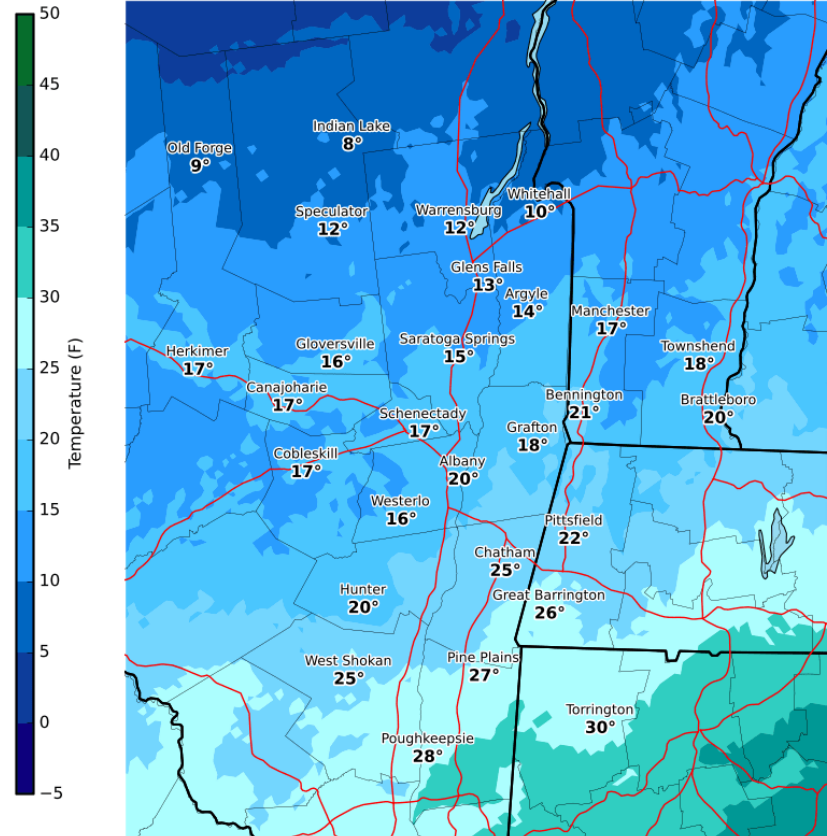 50
45
40
35
30
25
20
15
10
5
0
−5
Temperature (F)
Indian Lake
8°
Old Forge
9°
Whitehall
10°
Speculator
12°
Warrensburg
12°
Glens Falls
13°
Argyle
14°
Manchester
17°
Saratoga Springs
15°
Gloversville
16°
Herkimer
17°
Townshend
18°
Canajoharie
17°
Bennington
21°
Brattleboro
20°
Schenectady
17°
Grafton
18°
Cobleskill
17°
Albany
20°
Westerlo
16°
Pittsfield
22°
Chatham
25°
Hunter
20°
Great Barrington
26°
West Shokan
25°
Pine Plains
27°
Torrington
30°
Poughkeepsie
28°